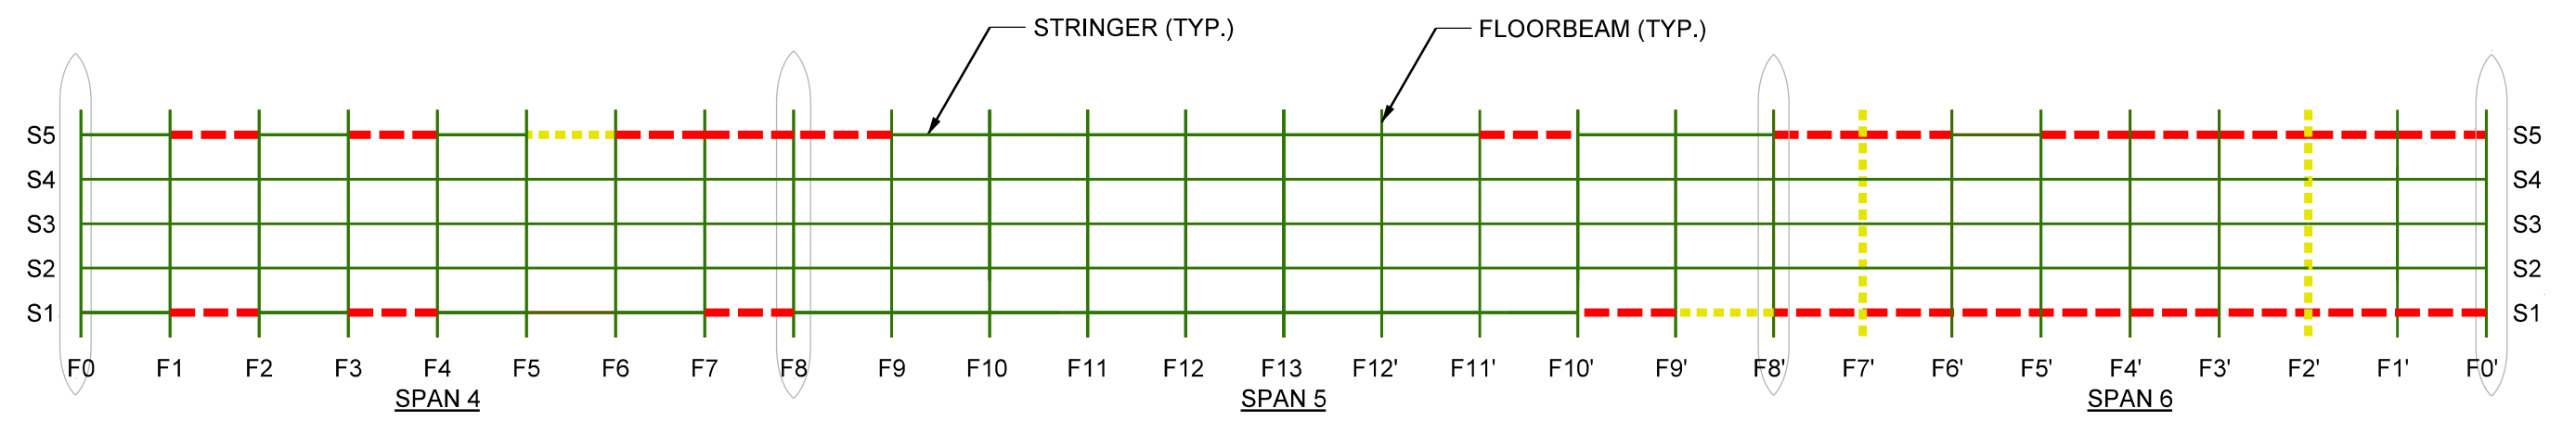 STRINGER (TYP.) FLOORBEAM (TYP.)
S5 S5
S4 S4
S3 S3
S2 S2
S1 S1
F0 F1 F2 F3 F4 F5 F6 F7 F8 F9 F10 F11 F12 F13 F12' F11' F10' F9' F8' F7' F6' F5' F4' F3' F2' F1' F0'
SPAN 4 SPAN 5 SPAN 6